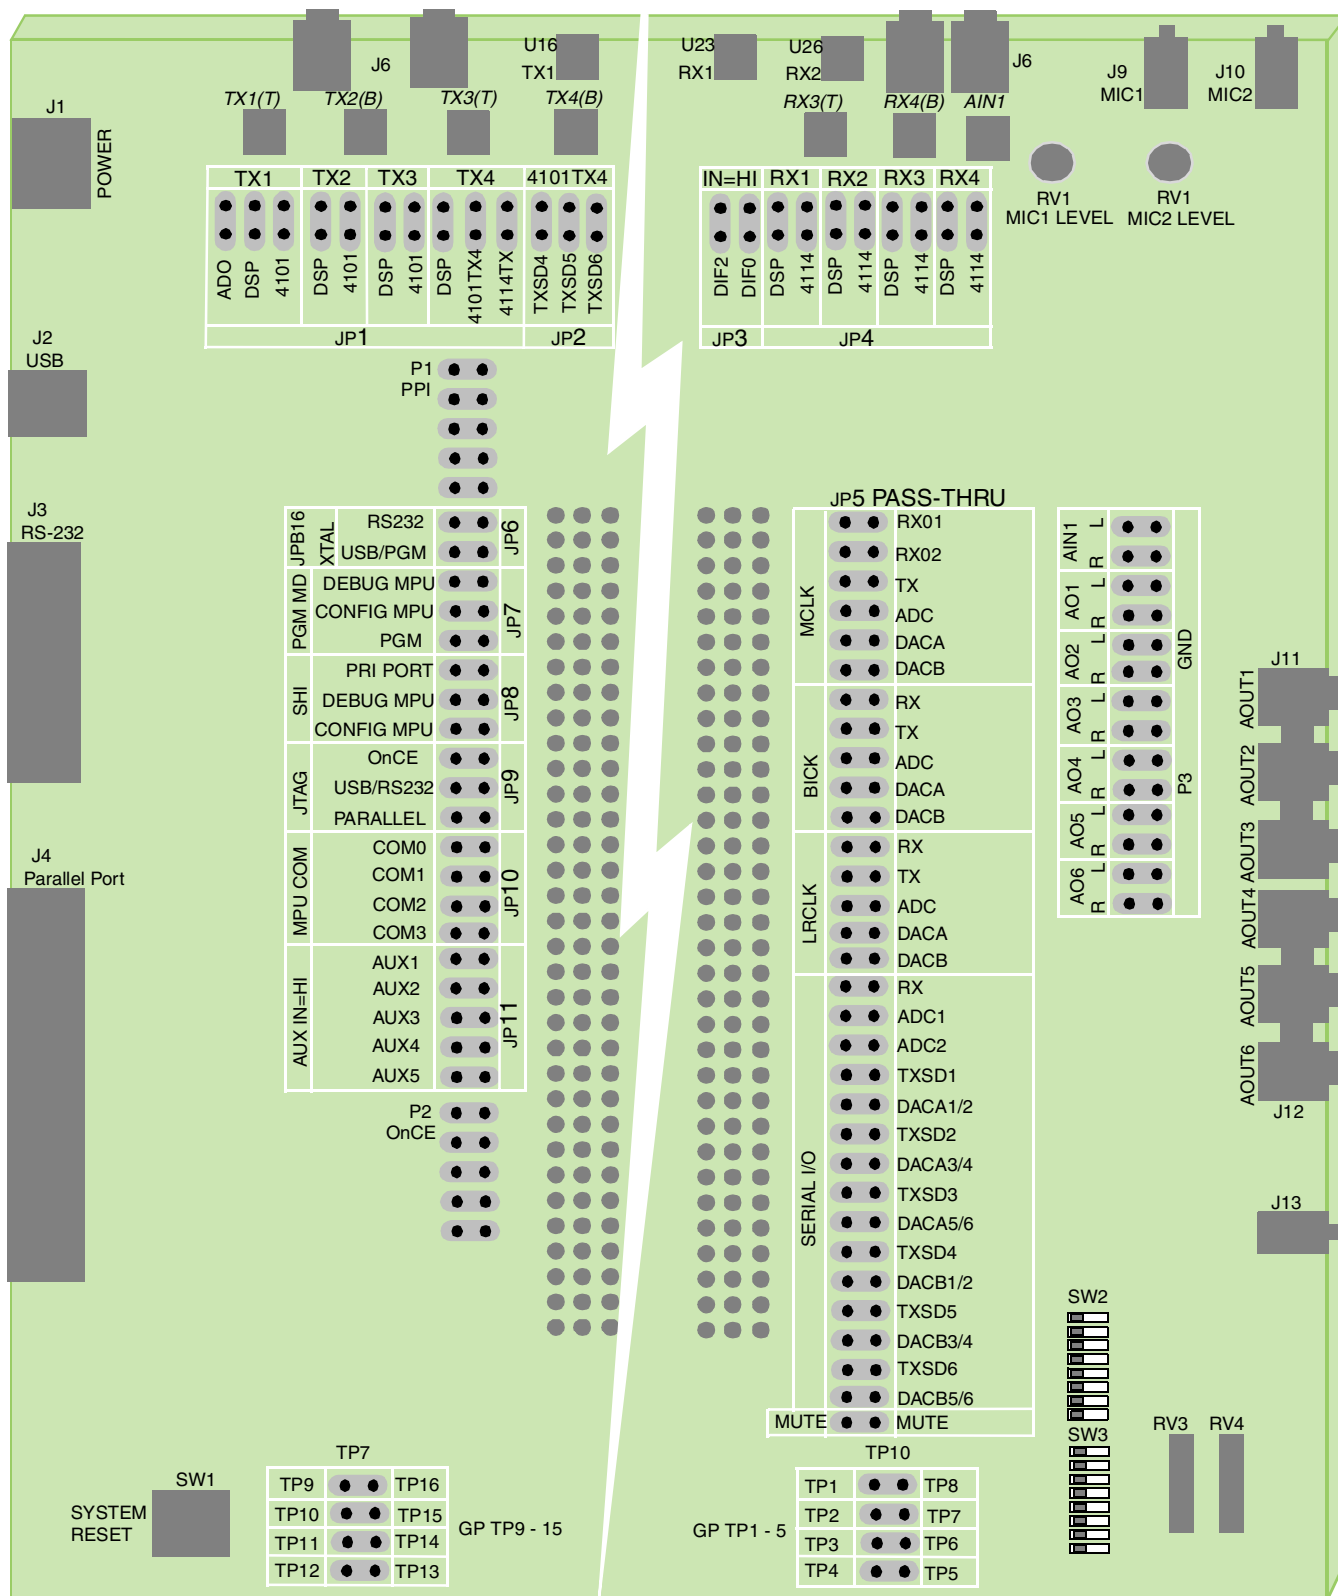 J1
POWER
J6
U16
TX1
U23
RX1
U26
RX2
J6
J9
MIC1
J10
MIC2
TX1(T)
TX2(B)
TX3(T)
TX4(B)
RX3(T)
RX4(B)
AIN1
RV1
MIC1 LEVEL
RV1
MIC2 LEVEL
TX1
TX2
TX3
TX4
4101TX4
ADO
DSP
4101
DSP
4101
DSP
4101
DSP
4101TX4
4114TX
TXSD4
TXSD5
TXSD6
JP1
JP2
IN=HI
RX1
RX2
RX3
RX4
DIF2
DIF0
DSP
4114
DSP
4114
DSP
4114
DSP
4114
JP3
JP4
J2
USB
P1
PPI
J3
RS-232
JPB16
XTAL
RS232
USB/PGM
JP6
PGM MD
DEBUG MPU
CONFIG MPU
PGM
JP7
SHI
PRI PORT
DEBUG MPU
CONFIG MPU
JP8
JTAG
OnCE
USB/RS232
PARALLEL
JP9
MPU COM
COM0
COM1
COM2
COM3
JP10
AUX IN=HI
AUX1
AUX2
AUX3
AUX4
AUX5
JP11
P2
OnCE
J4
Parallel Port
JP5 PASS-THRU
MCLK
RX01
RX02
TX
ADC
DACA
DACB
BICK
RX
TX
ADC
DACA
DACB
LRCLK
RX
TX
ADC
DACA
DACB
SERIAL I/O
RX
ADC1
ADC2
TXSD1
DACA1/2
TXSD2
DACA3/4
TXSD3
DACA5/6
TXSD4
DACB1/2
TXSD5
DACB3/4
TXSD6
DACB5/6
MUTE
MUTE
AIN1
L
R
AO1
L
R
AO2
L
R
AO3
L
R
AO4
L
R
AO5
L
R
AO6
L
R
GND
P3
J11
AOUT1
AOUT2
AOUT3
AOUT4
AOUT5
AOUT6
J12
J13
SW2
SW3
RV3
RV4
SW1
SYSTEM
RESET
TP7
TP9
TP16
TP10
TP15
TP11
TP14
TP12
TP13
GP TP9 - 15
GP TP1 - 5
TP10
TP1
TP8
TP2
TP7
TP3
TP6
TP4
TP5